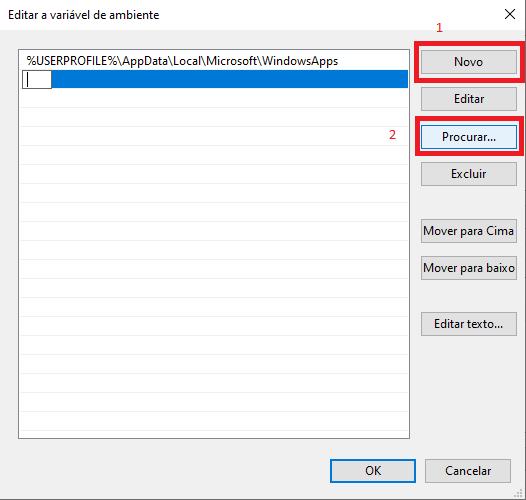 Editar a variável de ambiente
1
%USERPROFILE%\AppData\Local\Microsoft\WindowsApps
Novo
Editar
2
Procurar...
Excluir
Mover para Cima
Mover para baixo
Editar texto...
OK
Cancelar